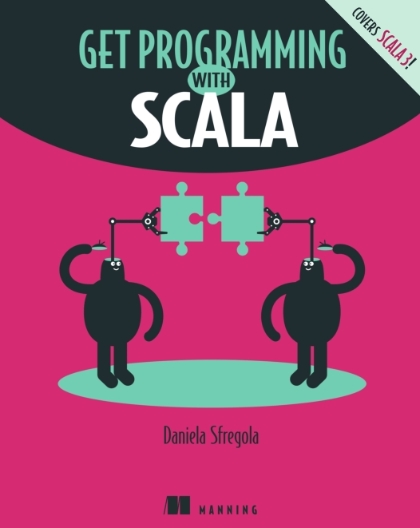 COVERS SCALA 3!
GET PROGRAMMING
WITH
SCALA
Daniela Sfregola
MANNING